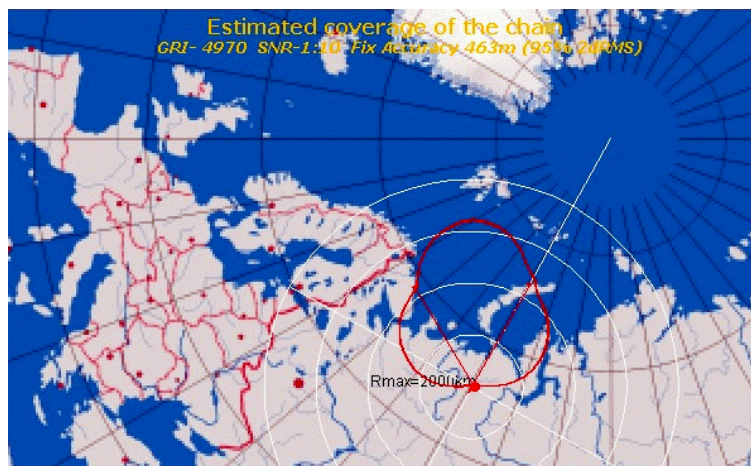 Estimated coverage of the chain
GRI- 4970 SNR-1:10 Fix Accuracy 463m (95% 2dRMS)
Rmax=2000km